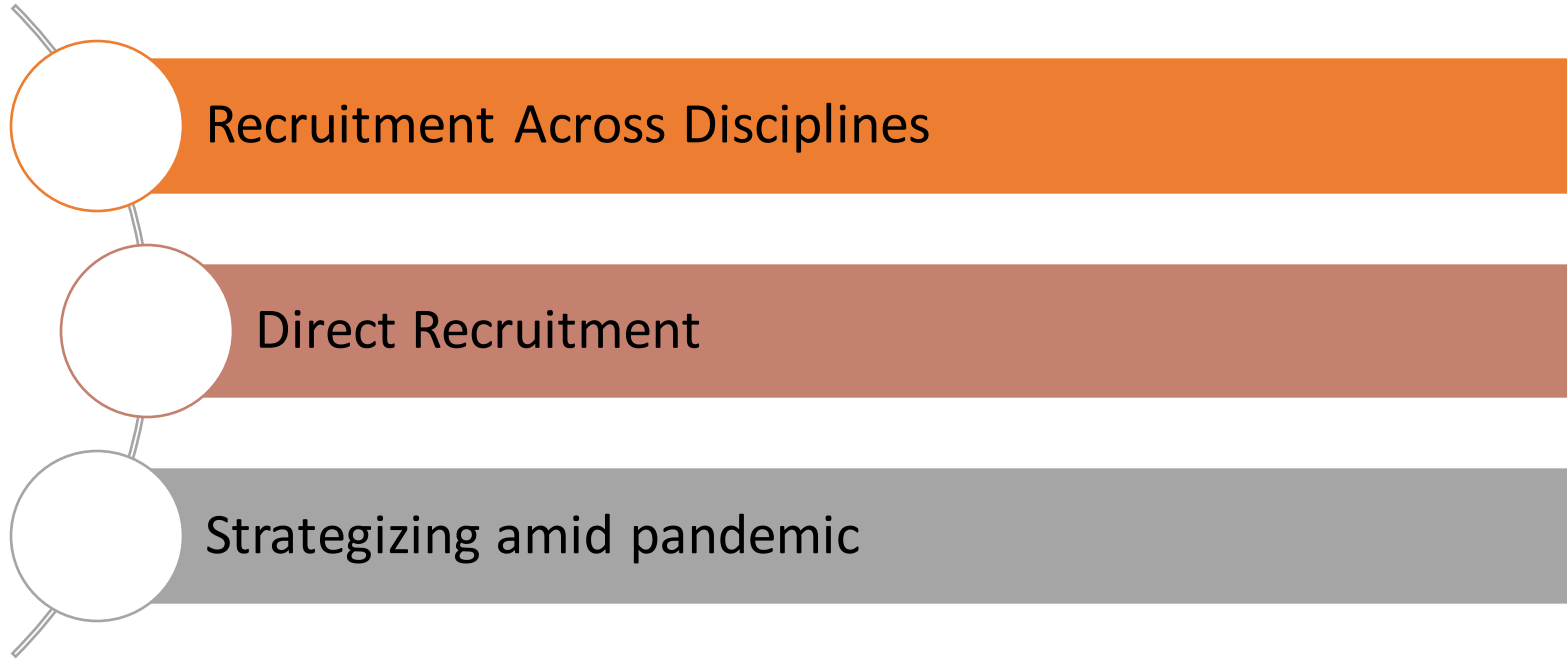 Recruitment Across Disciplines
Direct Recruitment
Strategizing amid pandemic